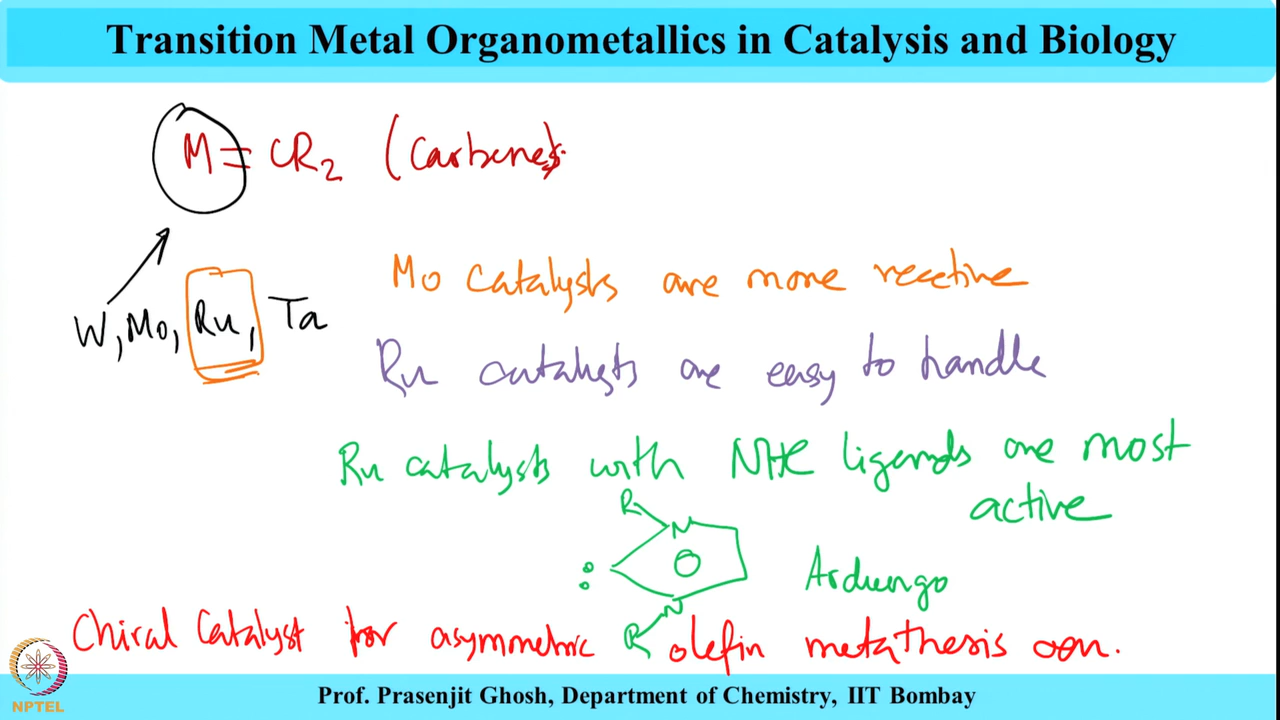 Transition Metal Organometallics in Catalysis and Biology
M = CR2 (Carbenes)
W, Mo, Ru, Ta
Mo catalysts are more reactive
Ru catalysts are easy to handle
Ru catalysts with NHC ligands are most
active
R
N
:
N
R
Arduengo
Chiral Catalyst for asymmetric olefin metathesis
NPTEL
Prof. Prasenjit Ghosh, Department of Chemistry, IIT Bombay